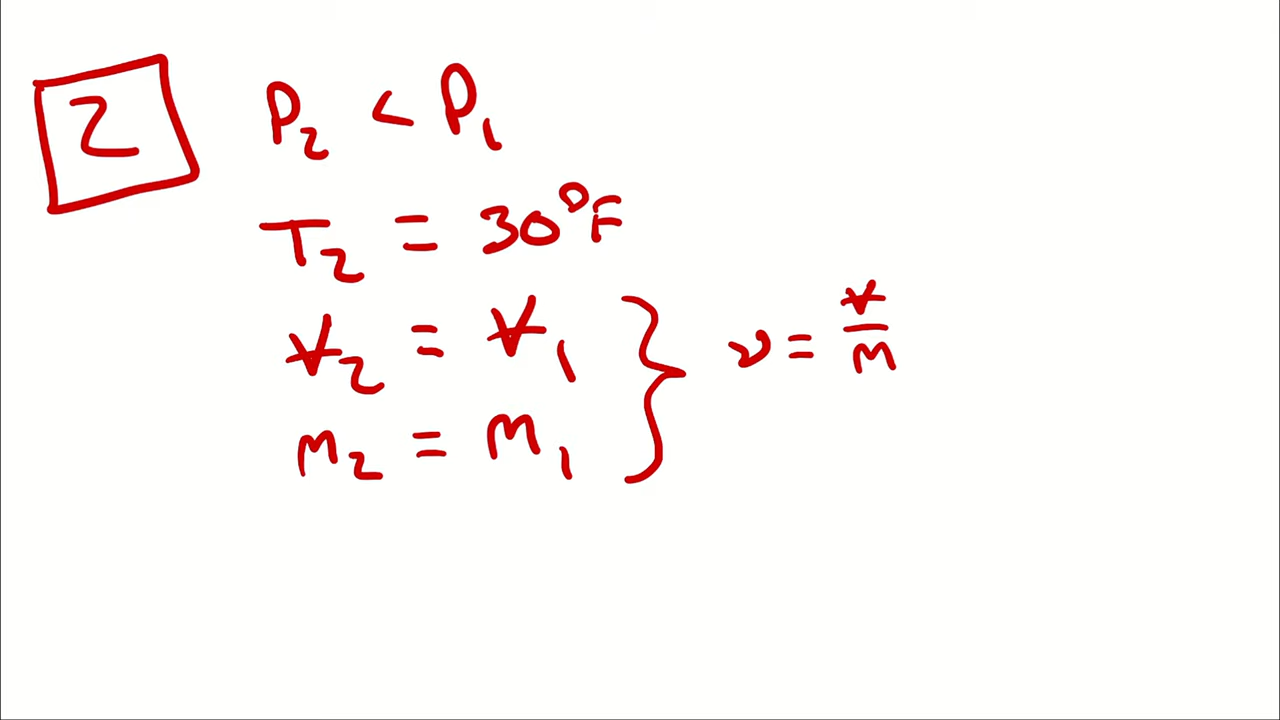 2
P₂ < P₁
T₂ = 30°F
V₂ = V₁
m₂ = m₁
ν = V/m